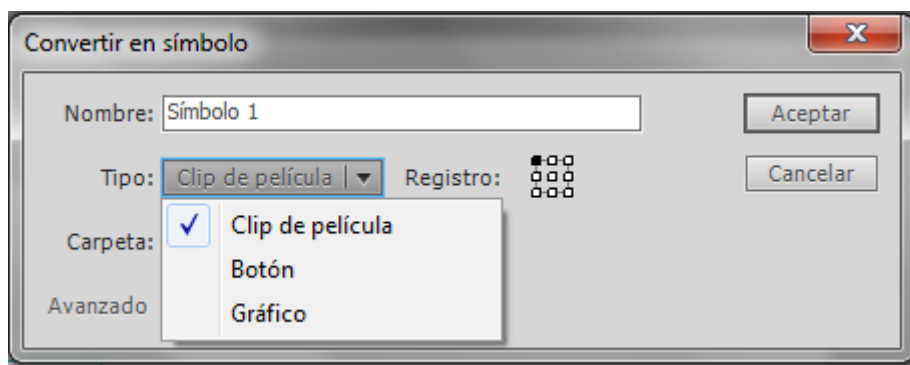 Convertir en símbolo
Nombre: Símbolo 1 Aceptar
Tipo: Clip de película Registro: Cancelar
Carpeta: Clip de película
Botón
Avanzado Gráfico